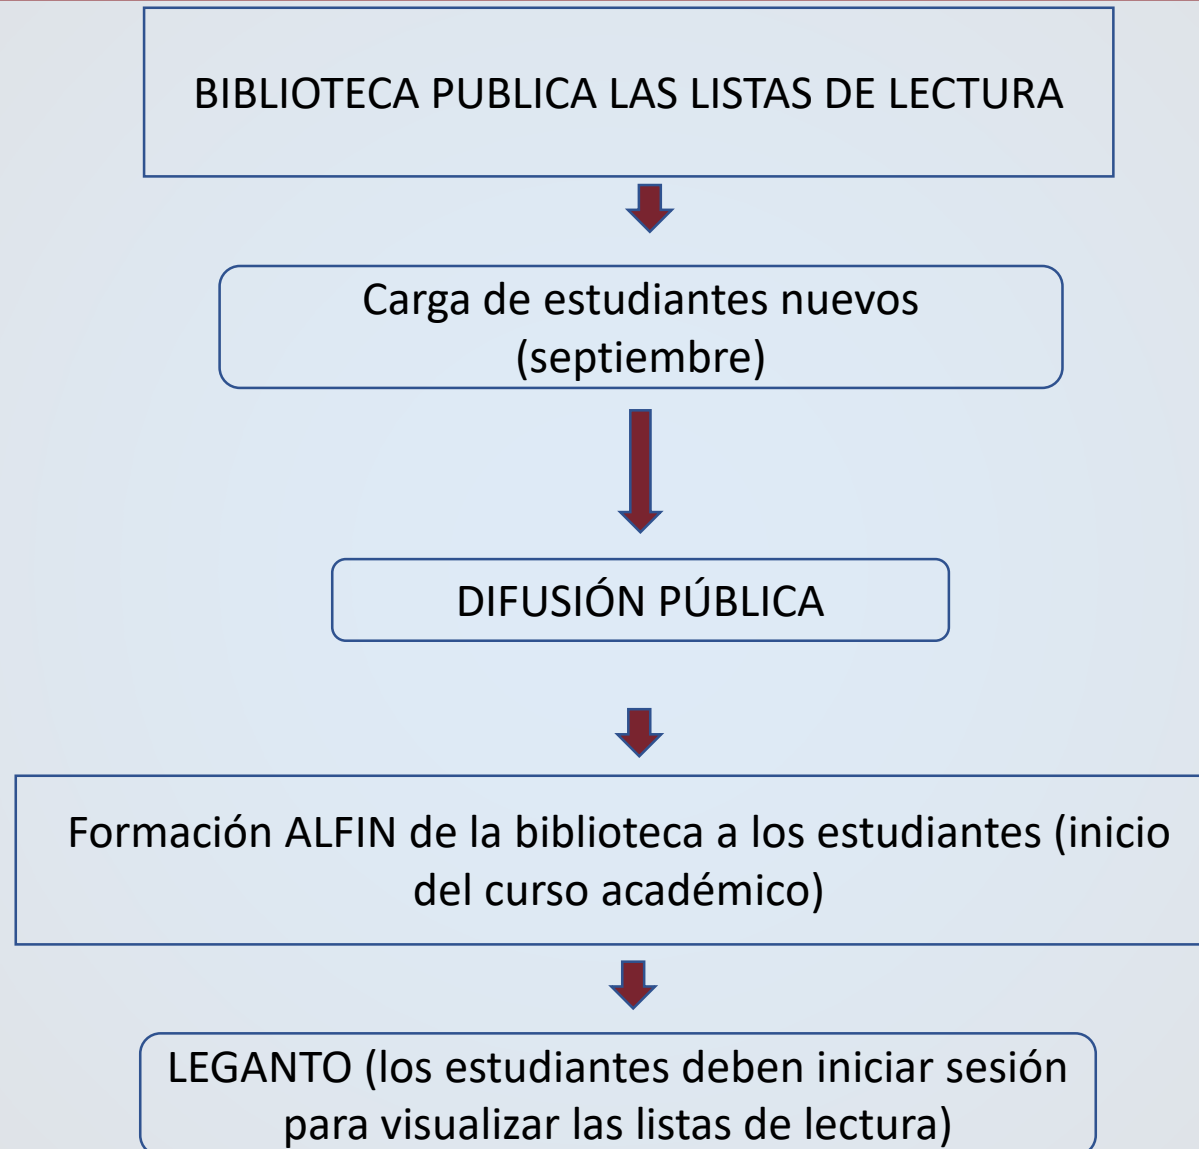 BIBLIOTECA PUBLICA LAS LISTAS DE LECTURA
Carga de estudiantes nuevos
(septiembre)
DIFUSIÓN PÚBLICA
Formación ALFIN de la biblioteca a los estudiantes (inicio
del curso académico)
LEGANTO (los estudiantes deben iniciar sesión
para visualizar las listas de lectura)